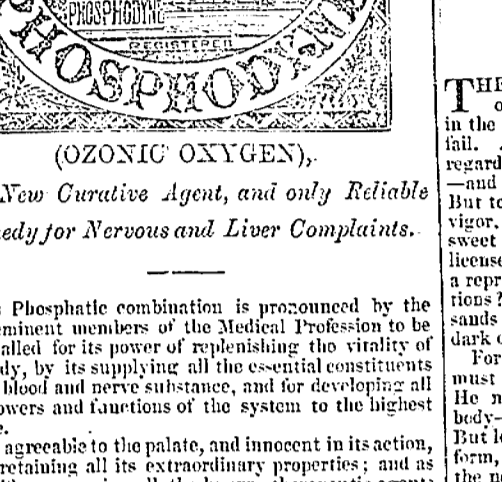 PHOSPHODYNE
REGISTERED
PHOSPHODYNE
(OZONIC OXYGEN),
New Curative Agent, and only Reliable
edy for Nervous and Liver Complaints.
Phosphatic combination is pronounced by the
eminent members of the Medical Profession to be
alled for its power of replenishing the vitality of
dy, by its supplying all the essential constituents
blood and nerve substance, and for developing all
owers and functions of the system to the highest
e.
agreeable to the palate, and innocent in its action,
retaining all its extraordinary properties; and as
THE
o
in the
fail.
regard
—and
But to
vigor.
sweet
license
a repr
tions?
sands
dark o
For
must
He n
body—
But l
form,
the n